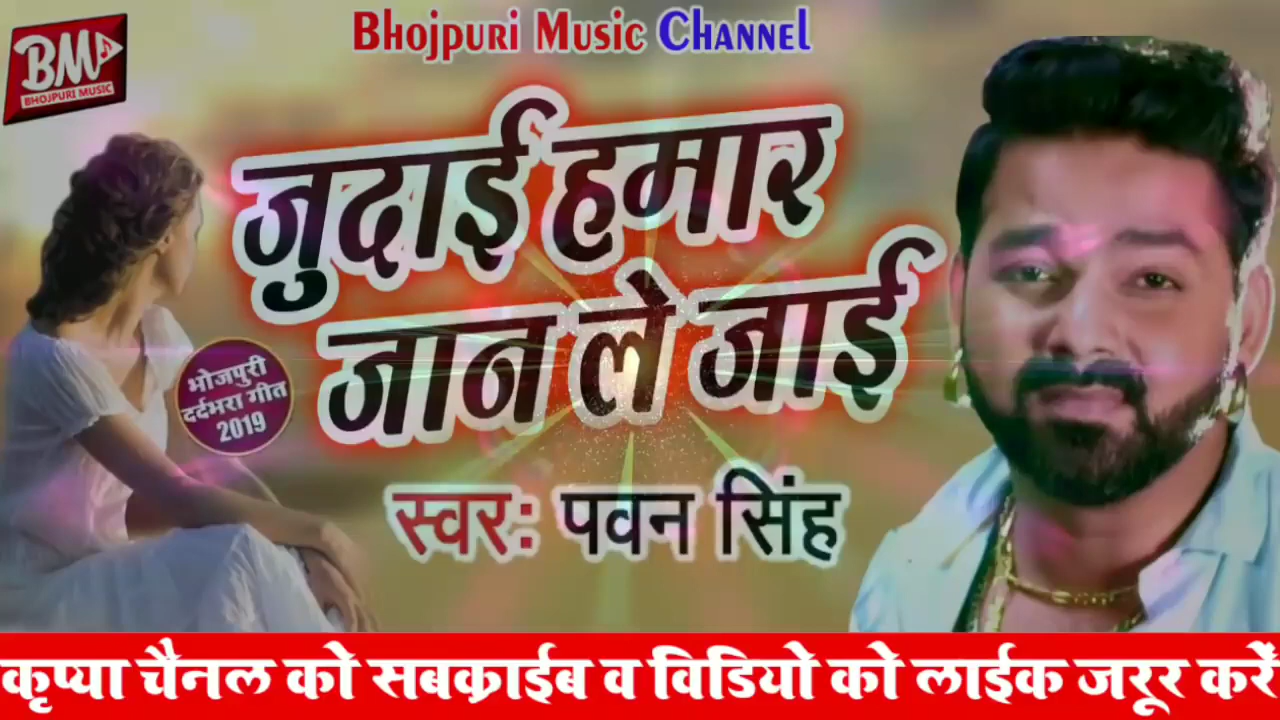 Bhojpuri Music Channel
BM
BHOJPURI MUSIC
जुदाई हमार
जान ले जाई
भोजपुरी
दर्दभरा गीत
2019
स्वरः पवन सिंह
कृप्या चैनल को सबक्राईब व विडियो को लाईक जरूर करें